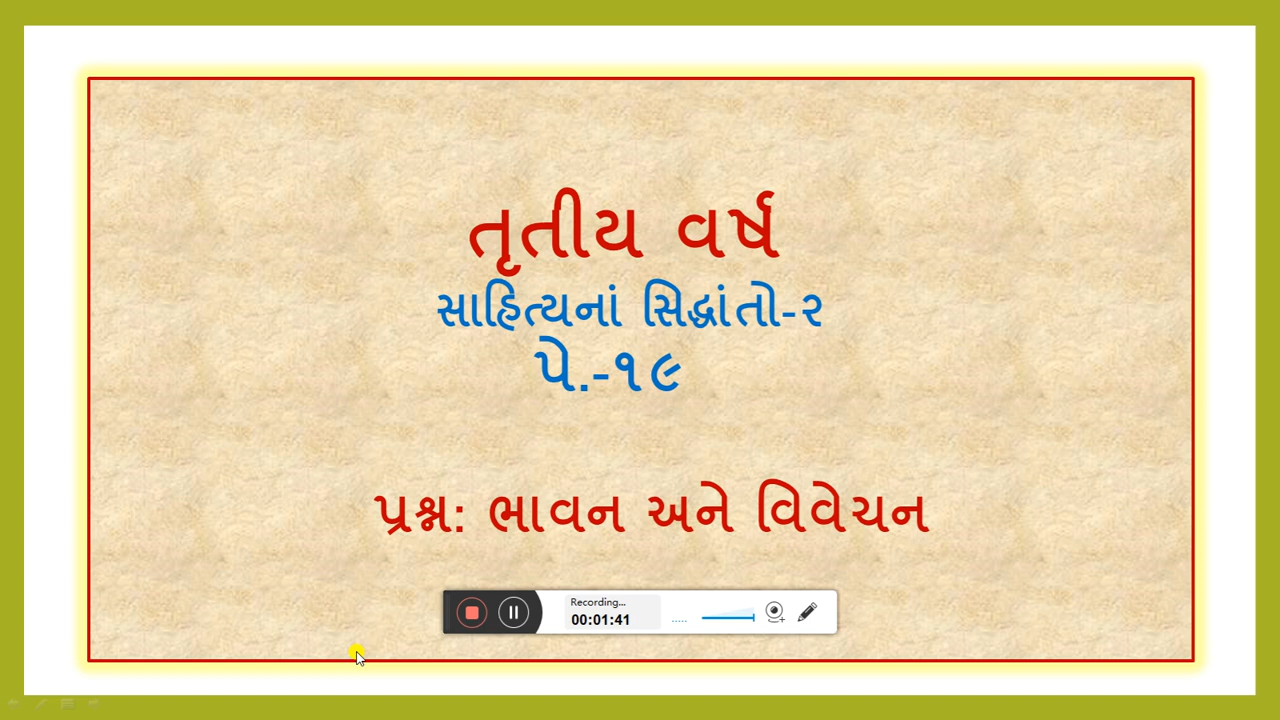 તૃતીય વર્ષ
સાહિત્યનાં સિદ્ધાંતો-૨
પે.-૧૯
પ્રશ્ન: ભાવન અને વિવેચન
Recording...
00:01:41